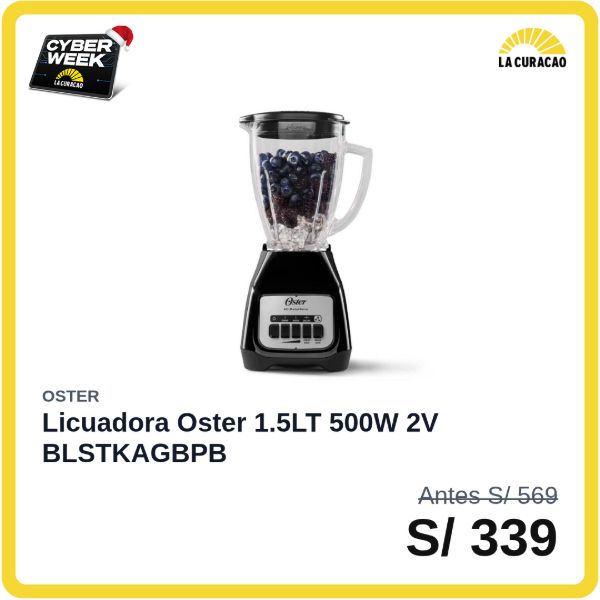 CYBER
WEEK
LA CURACAO
LA CURACAO
Oster
OSTER
Licuadora Oster 1.5LT 500W 2V
BLSTKAGBPB
Antes S/ 569
S/ 339